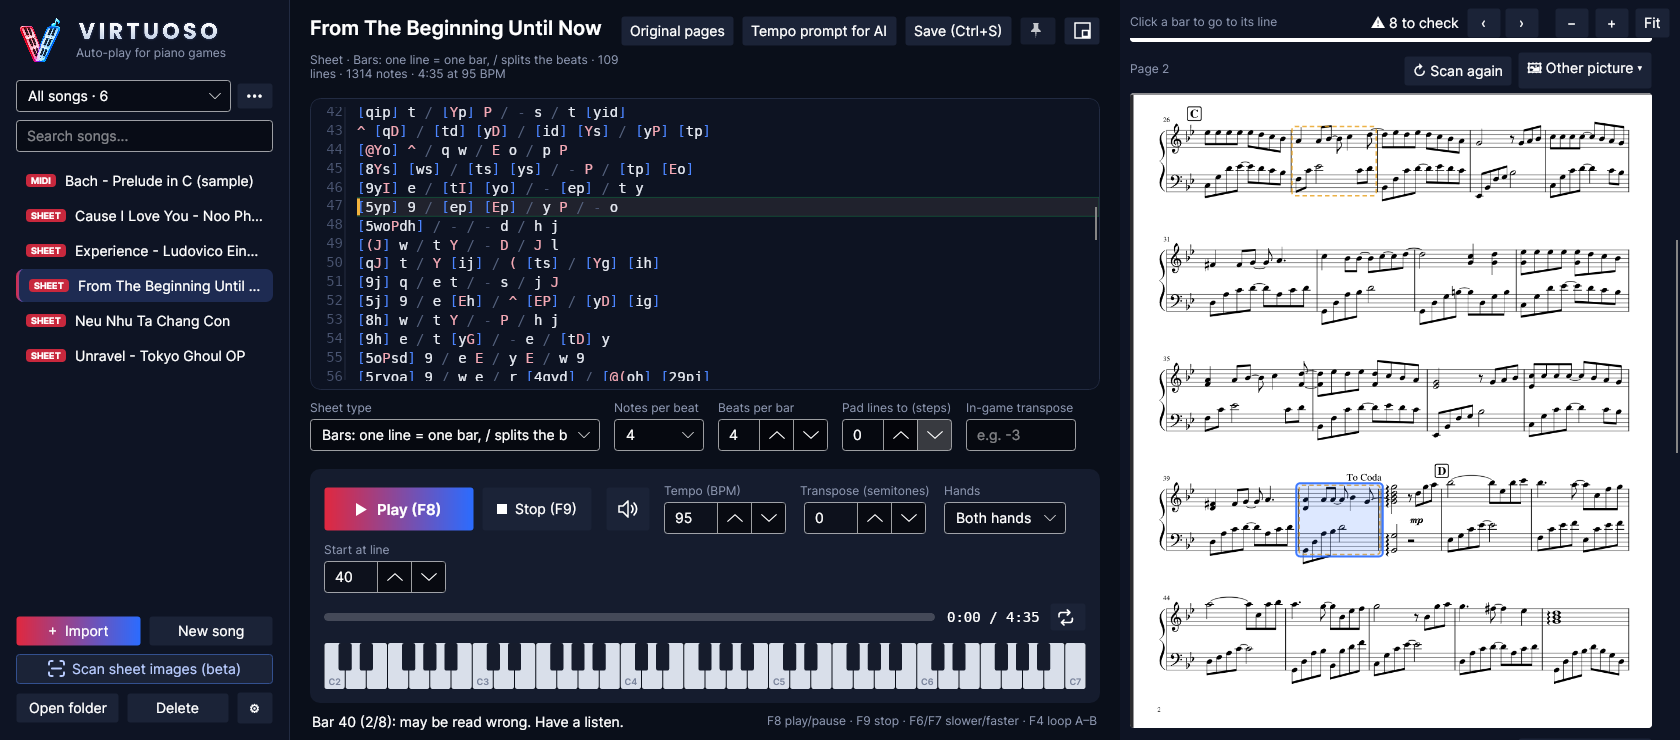 VIRTUOSO
Auto-play for piano games
All songs · 6
Search songs...
MIDI Bach - Prelude in C (sample)
SHEET Cause I Love You - Noo Ph...
SHEET Experience - Ludovico Ein...
SHEET From The Beginning Until ...
SHEET Neu Nhu Ta Chang Con
SHEET Unravel - Tokyo Ghoul OP
+ Import
New song
Scan sheet images (beta)
Open folder
Delete
From The Beginning Until Now
Original pages
Tempo prompt for AI
Save (Ctrl+S)
Sheet · Bars: one line = one bar, / splits the beats · 109
lines · 1314 notes · 4:35 at 95 BPM
42 [qip] t / [Yp] P / - s / t [yid]
43 ^ [qD] / [td] [yD] / [id] [Ys] / [yP] [tp]
44 [@Yo] ^ / q w / E o / p P
45 [8Ys] [ws] / [ts] [ys] / - P / [tp] [Eo]
46 [9yI] e / [tI] [yo] / - [ep] / t y
47 [5yp] 9 / [ep] [Ep] / y P / - o
48 [5woPdh] / - / - d / h j
49 [(J] w / t Y / - D / J l
50 [qJ] t / Y [ij] / ( [ts] / [Yg] [ih]
51 [9j] q / e t / - s / j J
52 [5j] 9 / e [Eh] / ^ [EP] / [yD] [ig]
53 [8h] w / t Y / - P / h j
54 [9h] e / t [yG] / - e / [tD] y
55 [5oPsd] 9 / e E / y E / w 9
56 [5ryoa] 9 / w e / r [4qyd] / [@(oh] [29pj]
Sheet type
Bars: one line = one bar, / splits the b
Notes per beat
4
Beats per bar
4
Pad lines to (steps)
0
In-game transpose
e.g. -3
Play (F8)
Stop (F9)
Tempo (BPM)
95
Transpose (semitones)
0
Hands
Both hands
Start at line
40
0:00 / 4:35
C2 C3 C4 C5 C6 C7
Bar 40 (2/8): may be read wrong. Have a listen.
F8 play/pause · F9 stop · F6/F7 slower/faster · F4 loop A–B
Click a bar to go to its line
8 to check
‹ › − + Fit
Page 2
Scan again
Other picture
26
C
31
35
39
To Coda
D
mp
44
2